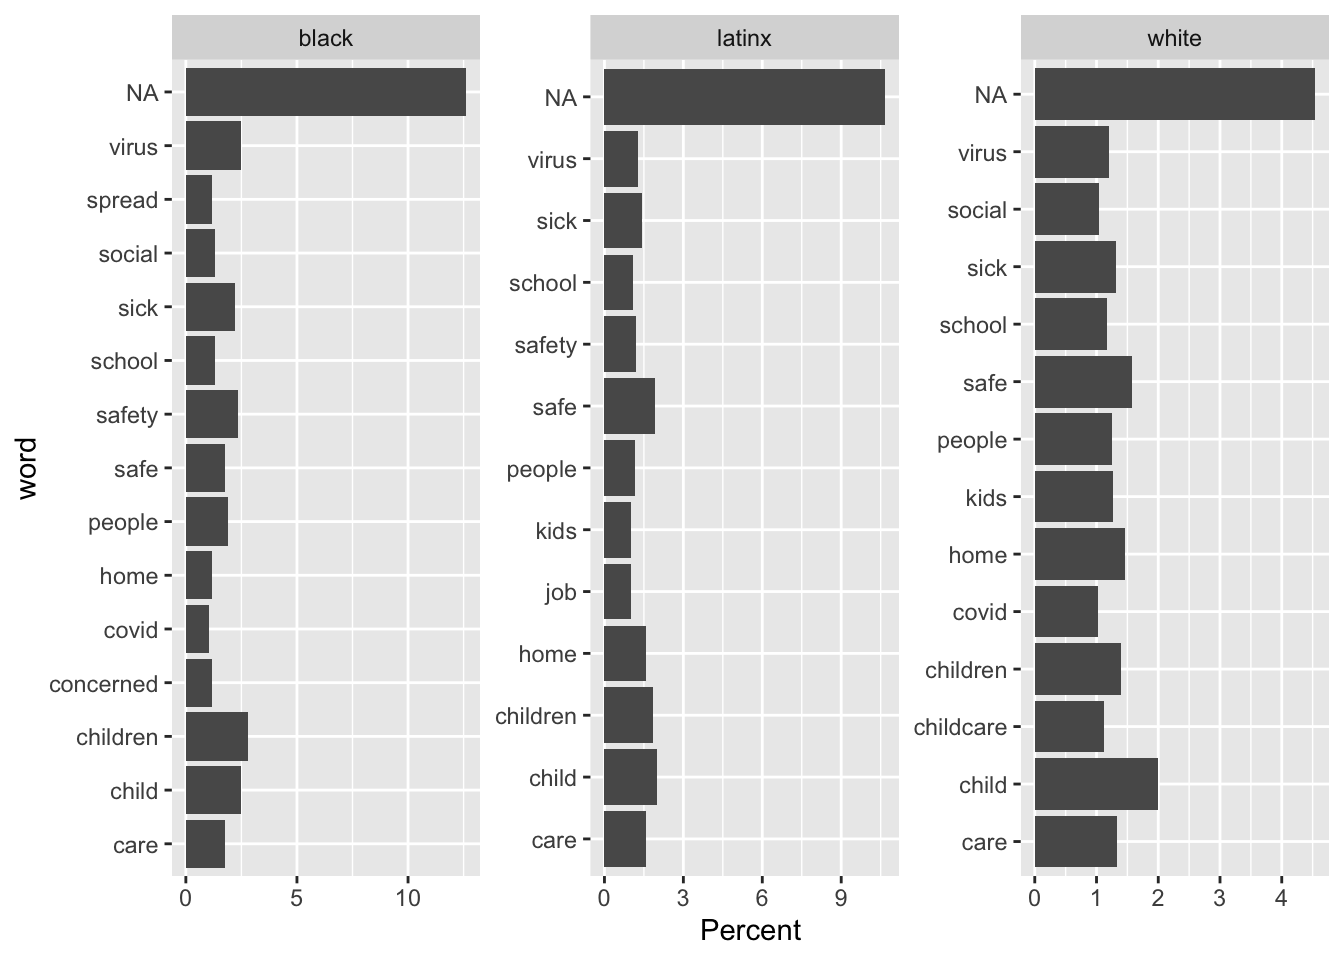 black
latinx
white
word
NA
virus
spread
social
sick
school
safety
safe
people
home
covid
concerned
children
child
care
0 5 10
NA
virus
sick
school
safety
safe
people
kids
job
home
children
child
care
0 3 6 9
NA
virus
social
sick
school
safe
people
kids
home
covid
children
childcare
child
care
0 1 2 3 4
Percent